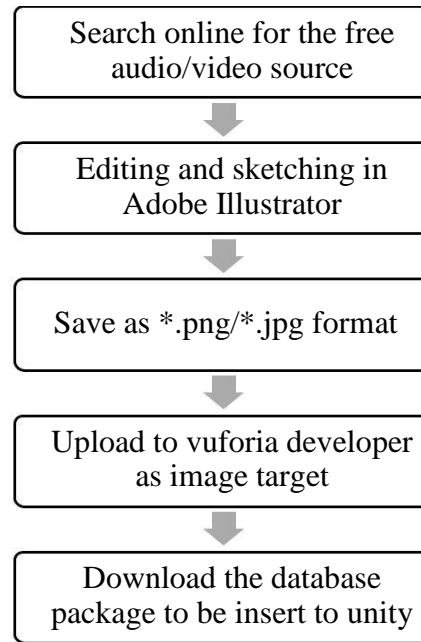 Search online for the free
audio/video source
Editing and sketching in
Adobe Illustrator
Save as *.png/*.jpg format
Upload to vuforia developer
as image target
Download the database
package to be insert to unity